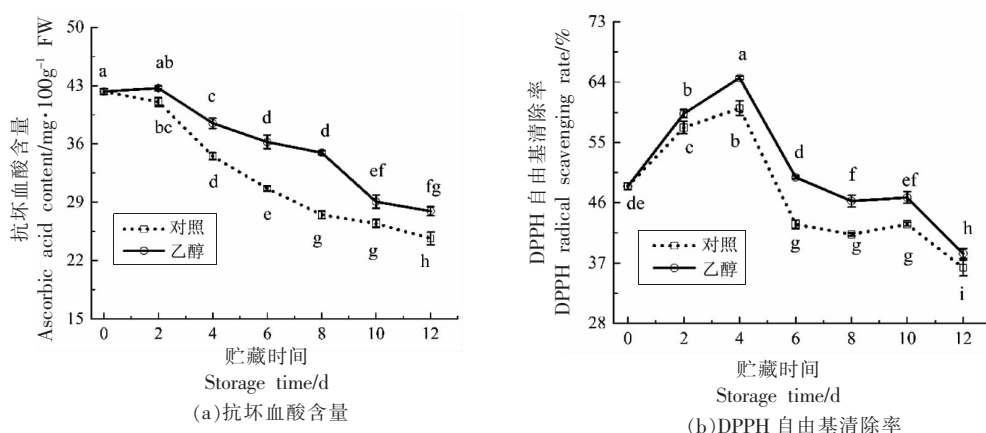 抗坏血酸含量
Ascorbic acid content/mg·100g⁻¹ FW
50
43
36
29
22
15
a
ab
bc
c
d
d
e
d
g
ef
g
fg
h
对照
乙醇
0 2 4 6 8 10 12
贮藏时间
Storage time/d
(a)抗坏血酸含量
DPPH 自由基清除率
DPPH radical scavenging rate/%
73
64
55
46
37
28
de
b
c
a
b
d
g
f
g
ef
g
h
i
对照
乙醇
0 2 4 6 8 10 12
贮藏时间
Storage time/d
(b)DPPH 自由基清除率